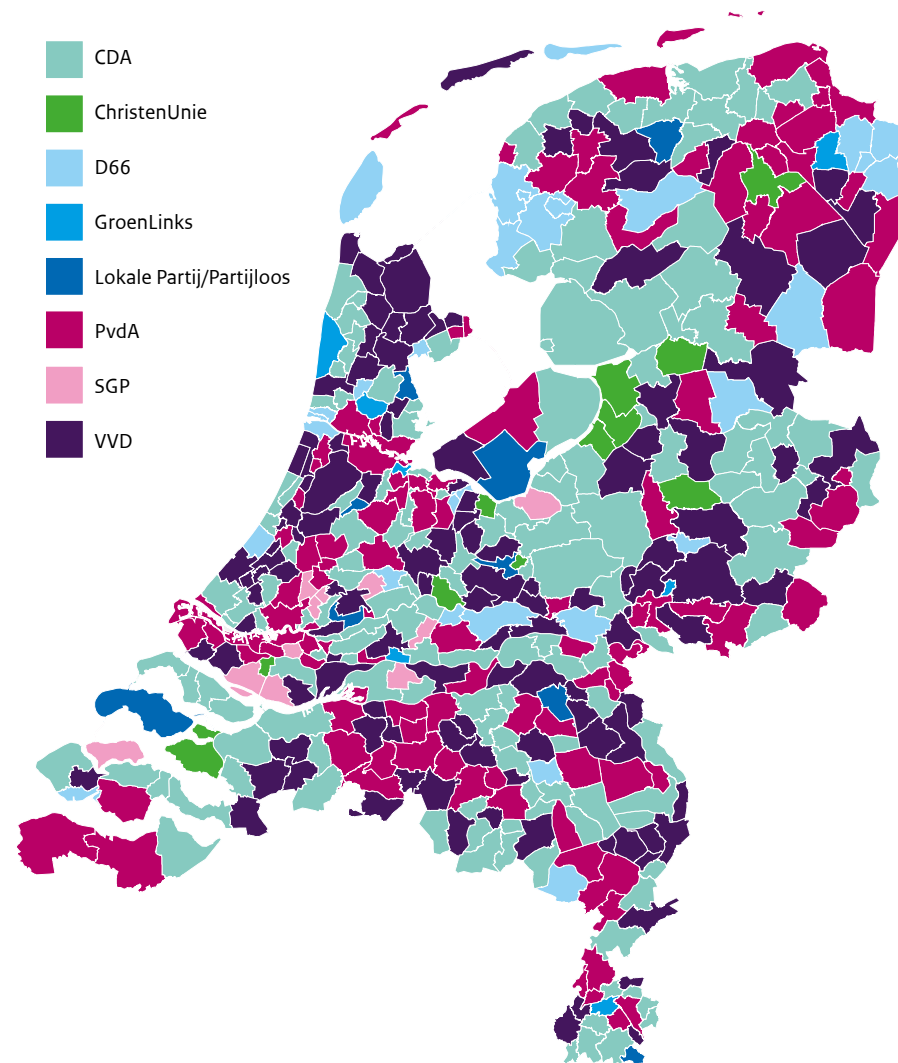 CDA
ChristenUnie
D66
GroenLinks
Lokale Partij/Partijloos
PvdA
SGP
VVD